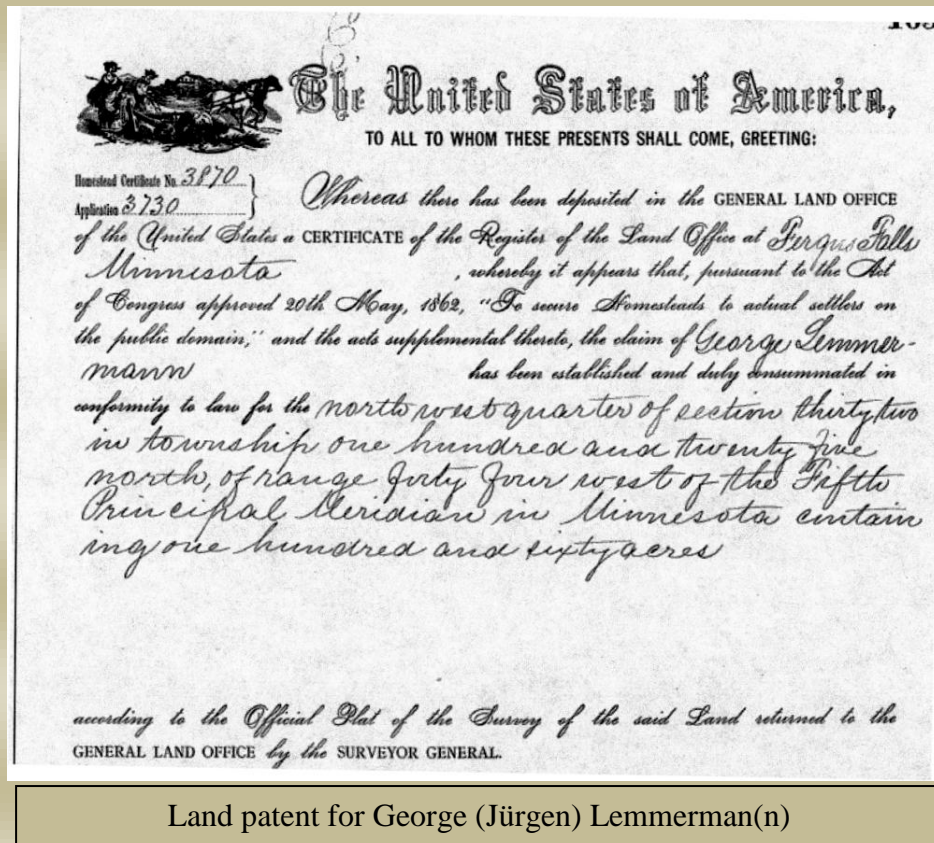 The United States of America,
TO ALL TO WHOM THESE PRESENTS SHALL COME, GREETING:
Homestead Certificate No. 3870
Application 3730
Whereas there has been deposited in the GENERAL LAND OFFICE
of the United States a CERTIFICATE of the Register of the Land Office at Fergus Falls
Minnesota , whereby it appears that, pursuant to the Act
of Congress approved 20th May, 1862, "To secure Homesteads to actual settlers on
the public domain," and the acts supplemental thereto, the claim of George Lemmer-
mann has been established and duly consummated in
conformity to law for the north west quarter of section thirty two
in township one hundred and twenty five
north, of range forty four west of the Fifth
Principal Meridian in Minnesota contain
ing one hundred and sixty acres
according to the Official Plat of the Survey of the said Land returned to the
GENERAL LAND OFFICE by the SURVEYOR GENERAL.
Land patent for George (Jürgen) Lemmerman(n)